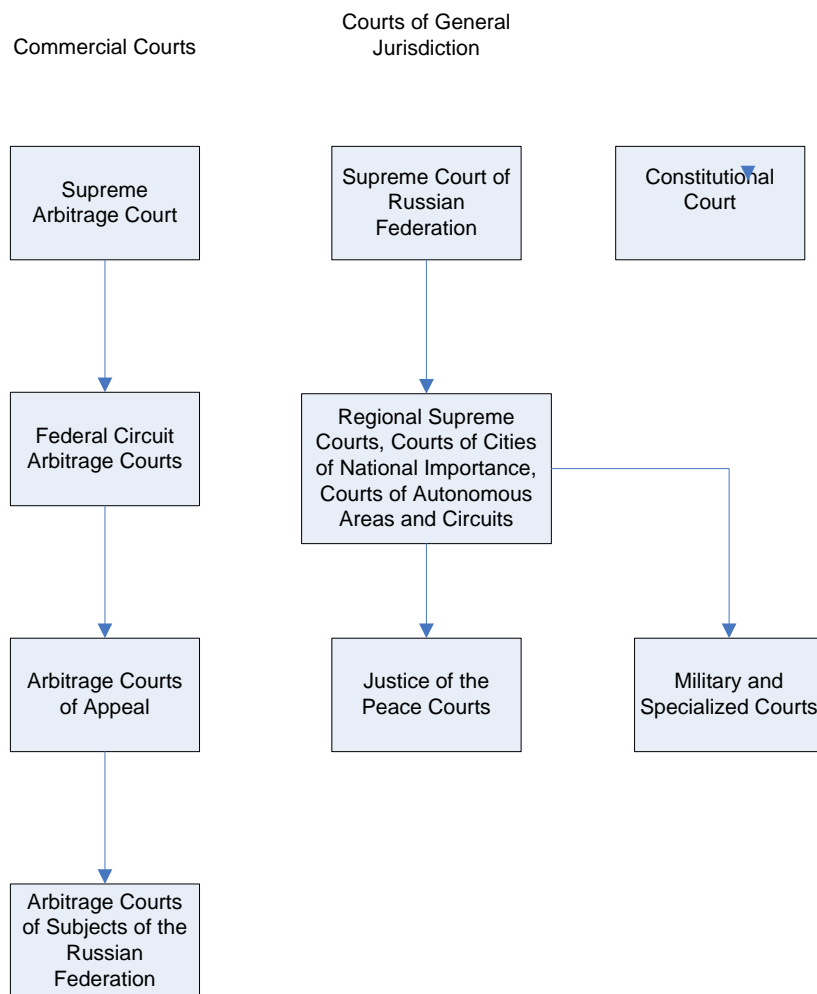 Commercial Courts
Courts of General
Jurisdiction
Supreme
Arbitrage Court
Supreme Court of
Russian
Federation
Constitutional
Court
Federal Circuit
Arbitrage Courts
Regional Supreme
Courts, Courts of Cities
of National Importance,
Courts of Autonomous
Areas and Circuits
Arbitrage Courts
of Appeal
Justice of the
Peace Courts
Military and
Specialized Courts
Arbitrage Courts
of Subjects of the
Russian
Federation